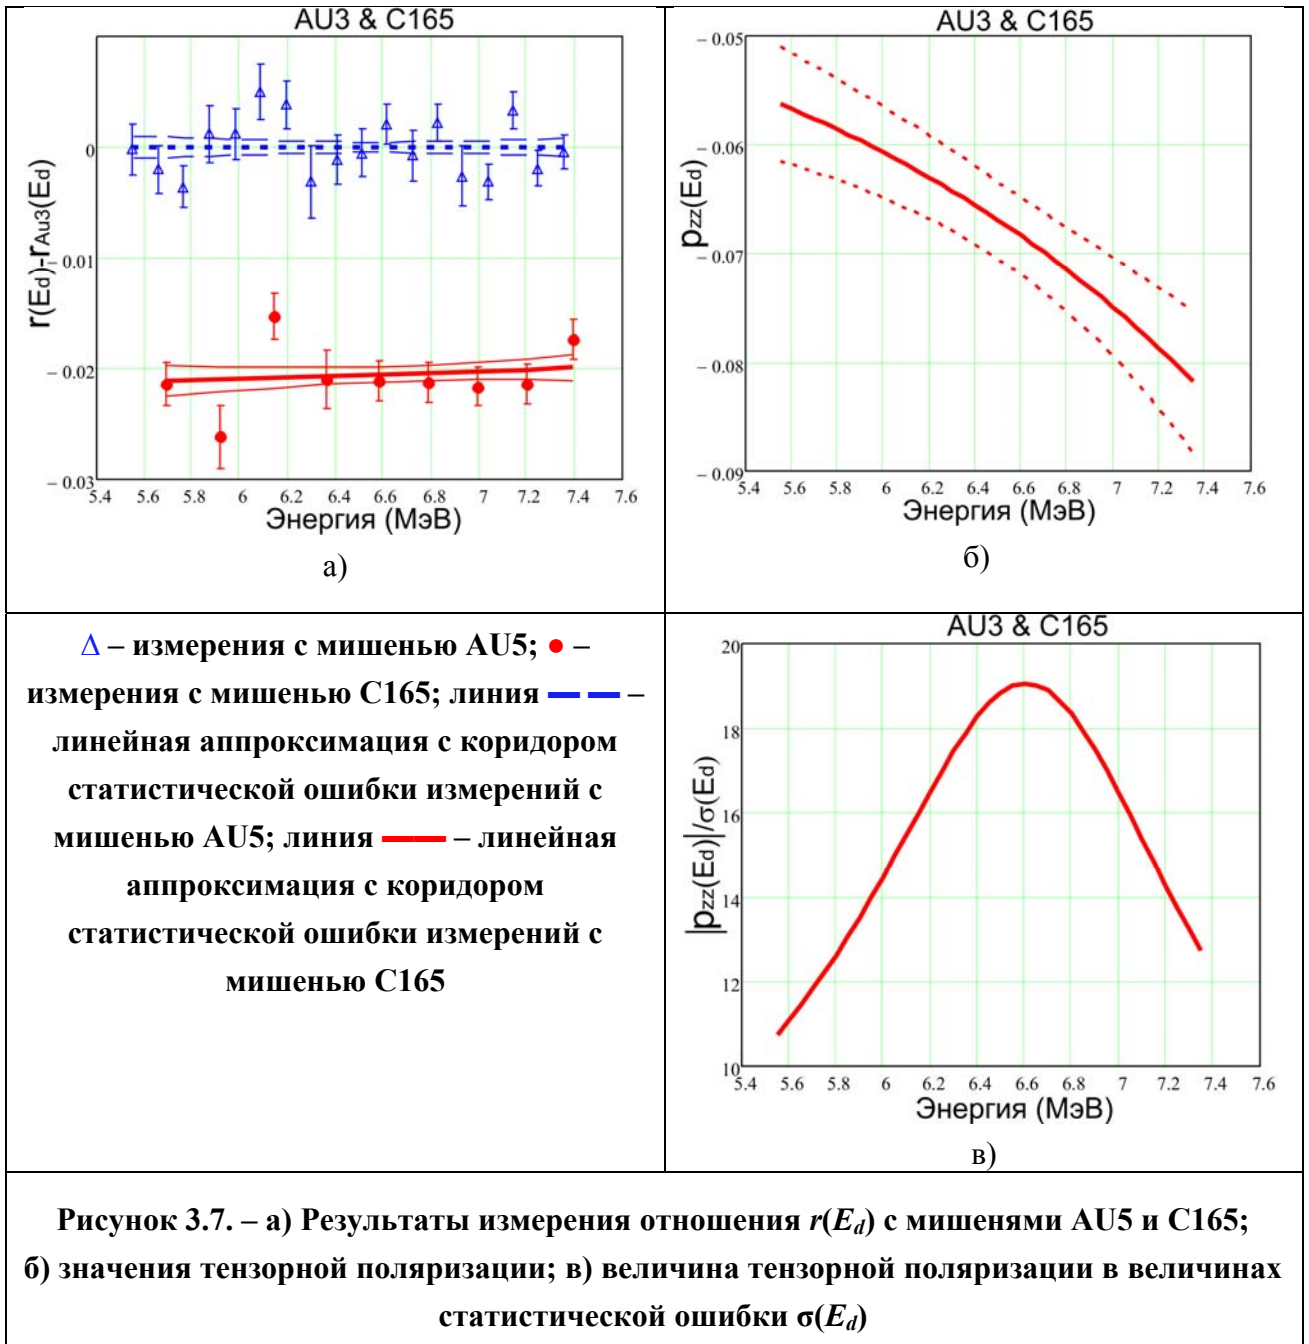 AU3 & C165
r(Ed)-rAu3(Ed)
0
– 0.01
– 0.02
– 0.03
5.4 5.6 5.8 6 6.2 6.4 6.6 6.8 7 7.2 7.4 7.6
Энергия (МэВ)
а)
AU3 & C165
pzz(Ed)
– 0.05
– 0.06
– 0.07
– 0.08
– 0.09
5.4 5.6 5.8 6 6.2 6.4 6.6 6.8 7 7.2 7.4 7.6
Энергия (МэВ)
б)
Δ – измерения с мишенью AU5; ● –
измерения с мишенью C165; линия — — –
линейная аппроксимация с коридором
статистической ошибки измерений с
мишенью AU5; линия —— – линейная
аппроксимация с коридором
статистической ошибки измерений с
мишенью C165
AU3 & C165
|pzz(Ed)|/σ(Ed)
20
18
16
14
12
10
5.4 5.6 5.8 6 6.2 6.4 6.6 6.8 7 7.2 7.4 7.6
Энергия (МэВ)
в)
Рисунок 3.7. – а) Результаты измерения отношения r(Ed) с мишенями AU5 и C165;
б) значения тензорной поляризации; в) величина тензорной поляризации в величинах
статистической ошибки σ(Ed)